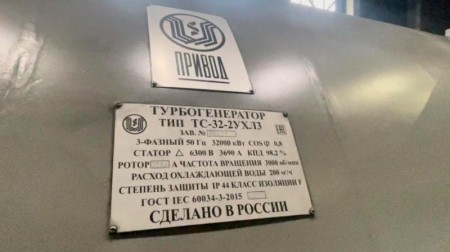 ПРИВОД
ТУРБОГЕНЕРАТОР
ТИП ТС-32-2УХЛ3
ЗАВ. №
3-ФАЗНЫЙ 50 Гц 32000 кВт COS ϕ 0,8
СТАТОР △ 6300 В 3690 А КПД 98,2%
РОТОР А ЧАСТОТА ВРАЩЕНИЯ 3000 об/мин
РАСХОД ОХЛАЖДАЮЩЕЙ ВОДЫ 200 м³/ч
СТЕПЕНЬ ЗАЩИТЫ IP 44 КЛАСС ИЗОЛЯЦИИ F
ГОСТ IEC 60034-3-2015
СДЕЛАНО В РОССИИ